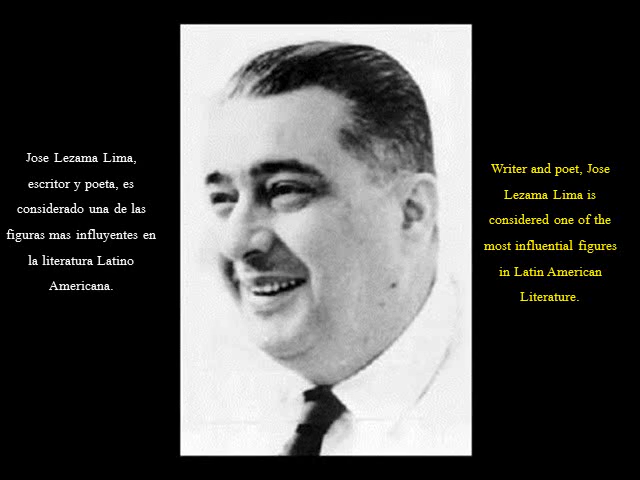 Jose Lezama Lima,
escritor y poeta, es
considerado una de las
figuras mas influyentes en
la literatura Latino
Americana.
Writer and poet, Jose
Lezama Lima is
considered one of the
most influential figures
in Latin American
Literature.